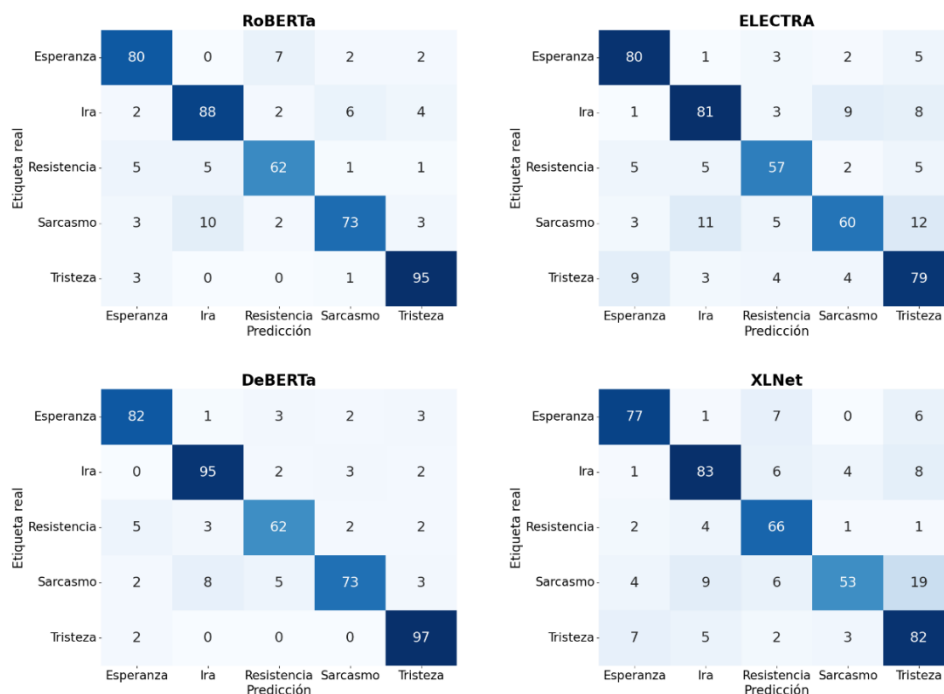 RoBERTa
Etiqueta real
Esperanza 80 0 7 2 2
Ira 2 88 2 6 4
Resistencia 5 5 62 1 1
Sarcasmo 3 10 2 73 3
Tristeza 3 0 0 1 95
Esperanza Ira Resistencia Sarcasmo Tristeza
Predicción
ELECTRA
Etiqueta real
Esperanza 80 1 3 2 5
Ira 1 81 3 9 8
Resistencia 5 5 57 2 5
Sarcasmo 3 11 5 60 12
Tristeza 9 3 4 4 79
Esperanza Ira Resistencia Sarcasmo Tristeza
Predicción
DeBERTa
Etiqueta real
Esperanza 82 1 3 2 3
Ira 0 95 2 3 2
Resistencia 5 3 62 2 2
Sarcasmo 2 8 5 73 3
Tristeza 2 0 0 0 97
Esperanza Ira Resistencia Sarcasmo Tristeza
Predicción
XLNet
Etiqueta real
Esperanza 77 1 7 0 6
Ira 1 83 6 4 8
Resistencia 2 4 66 1 1
Sarcasmo 4 9 6 53 19
Tristeza 7 5 2 3 82
Esperanza Ira Resistencia Sarcasmo Tristeza
Predicción